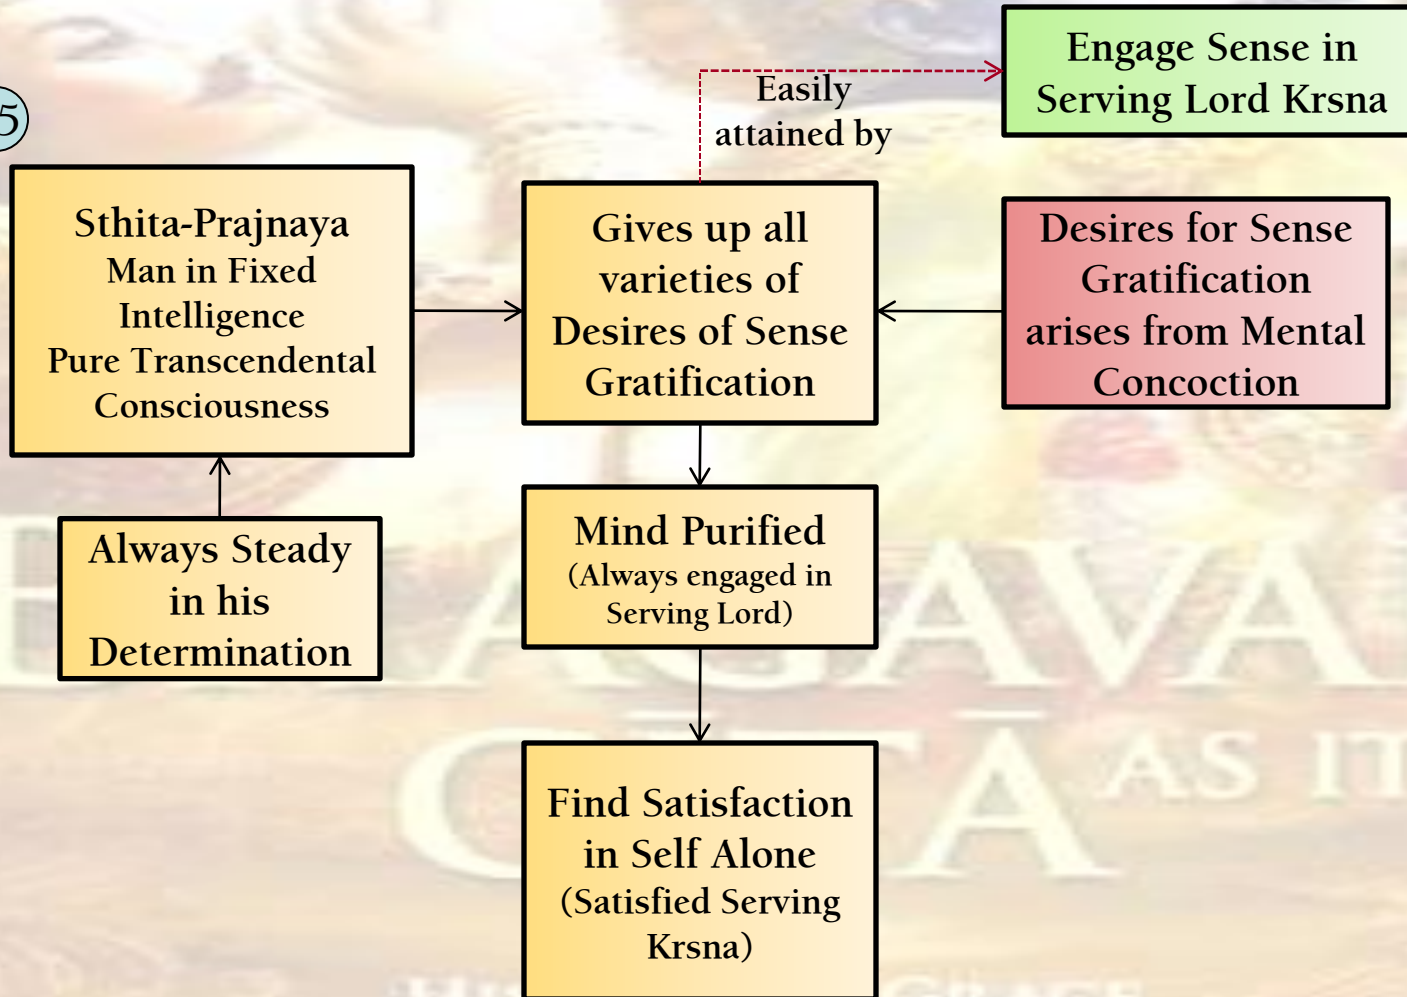 Engage Sense in
Serving Lord Krsna
Easily
attained by
5
Sthita-Prajnaya
Man in Fixed
Intelligence
Pure Transcendental
Consciousness
Gives up all
varieties of
Desires of Sense
Gratification
Desires for Sense
Gratification
arises from Mental
Concoction
Always Steady
in his
Determination
Mind Purified
(Always engaged in
Serving Lord)
Find Satisfaction
in Self Alone
(Satisfied Serving
Krsna)
AS IT